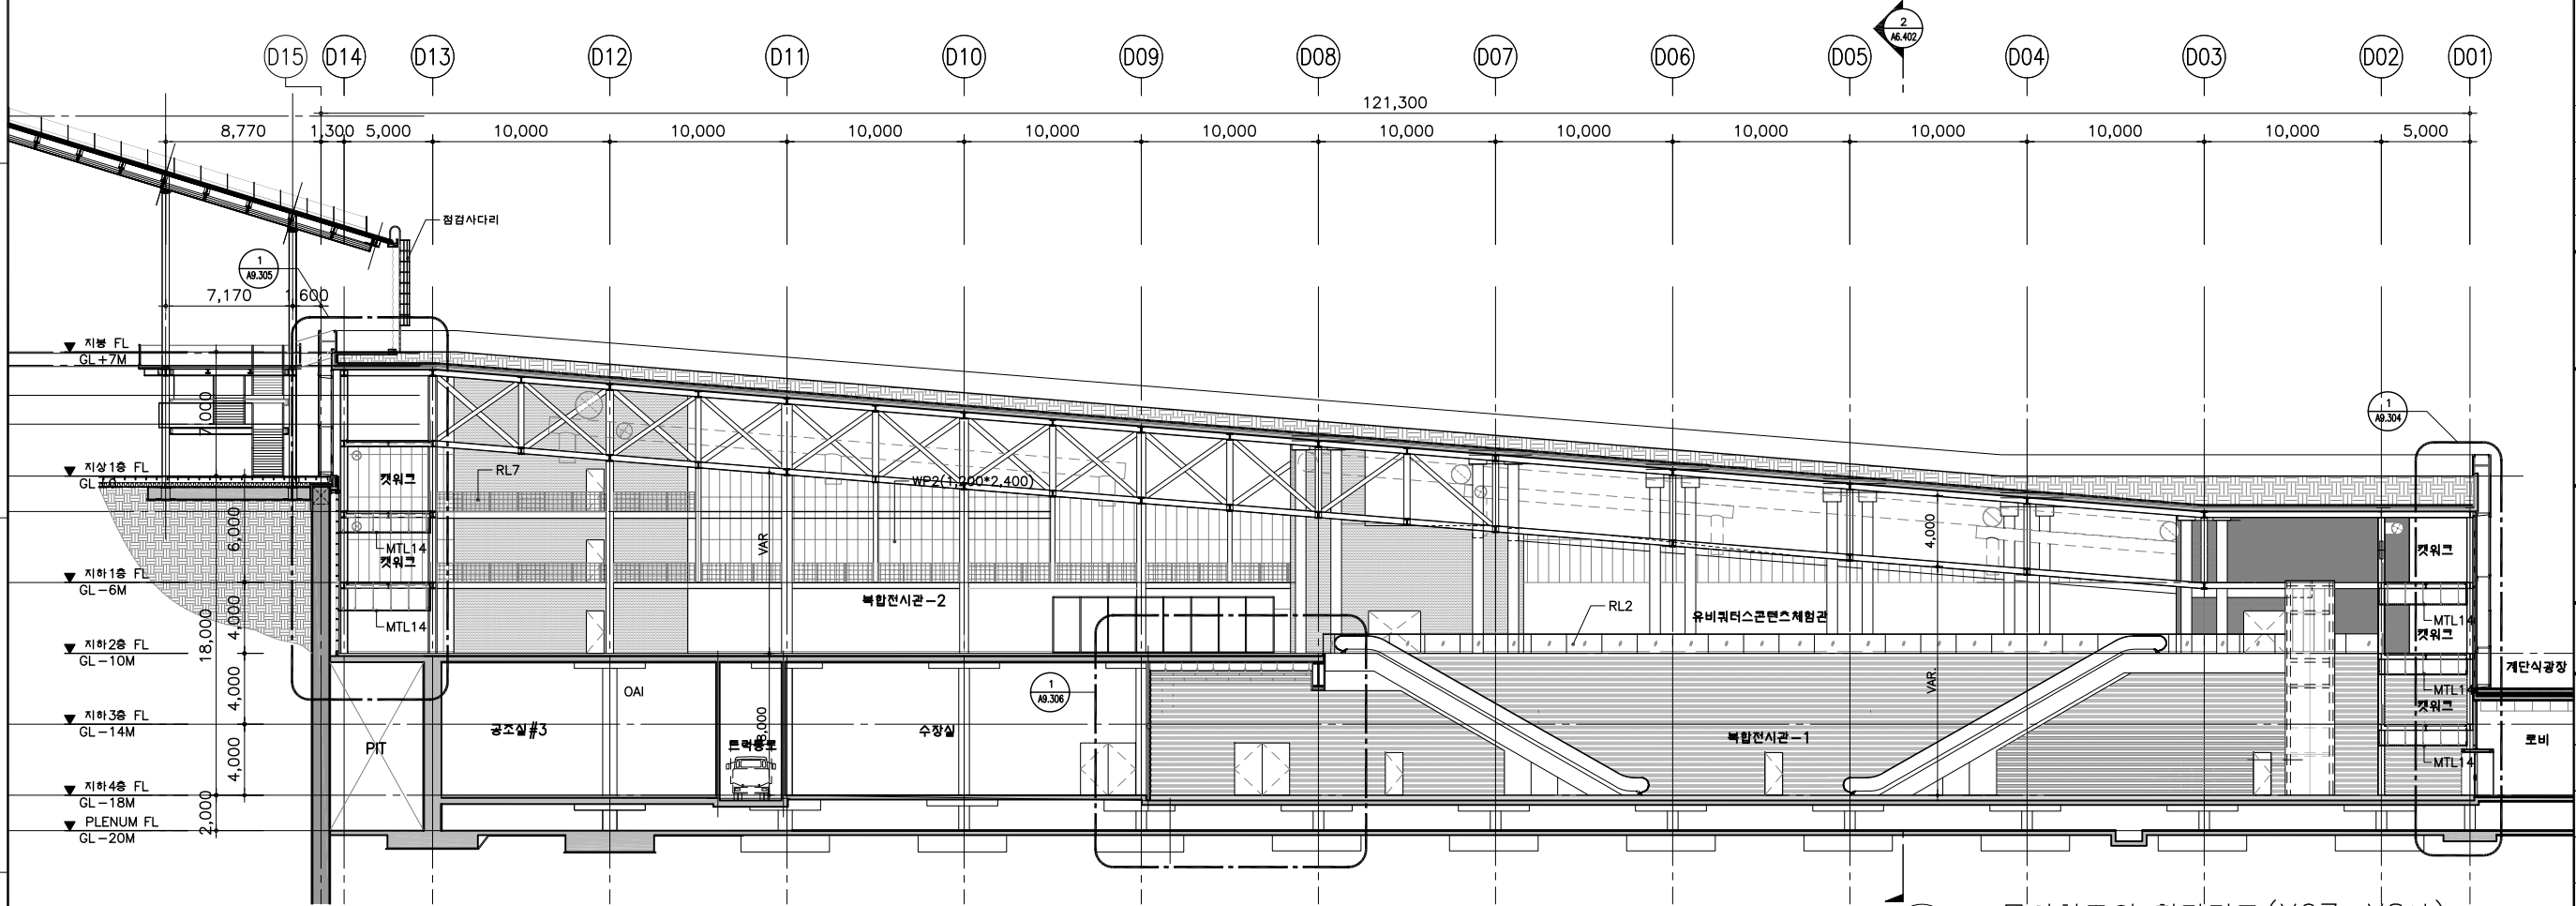 2
A6.402
D15 D14 D13 D12 D11 D10 D09 D08 D07 D06 D05 D04 D03 D02 D01
121,300
8,770 1,300 5,000 10,000 10,000 10,000 10,000 10,000 10,000 10,000 10,000 10,000 10,000 10,000 5,000
점검사다리
1
A9.305
7,170 1,600
지붕 FL
GL+7M
7,000
1
A9.304
지상1층 FL
캣워크
RL7
WP2(1,200*2,400)
6,000
VAR
4,000
MTL14
캣워크
캣워크
지하1층 FL
GL-6M
복합전시관-2
RL2
유비쿼터스콘텐츠체험관
4,000
MTL14
MTL14
캣워크
18,000
지하2층 FL
GL-10M
계단식광장
1
A9.306
OAI
VAR.
MTL14
4,000
캣워크
지하3층 FL
GL-14M
공조실#3
8,000
수장실
복합전시관-1
로비
PIT
MTL14
4,000
지하4층 FL
GL-18M
2,000
PLENUM FL
GL-20M